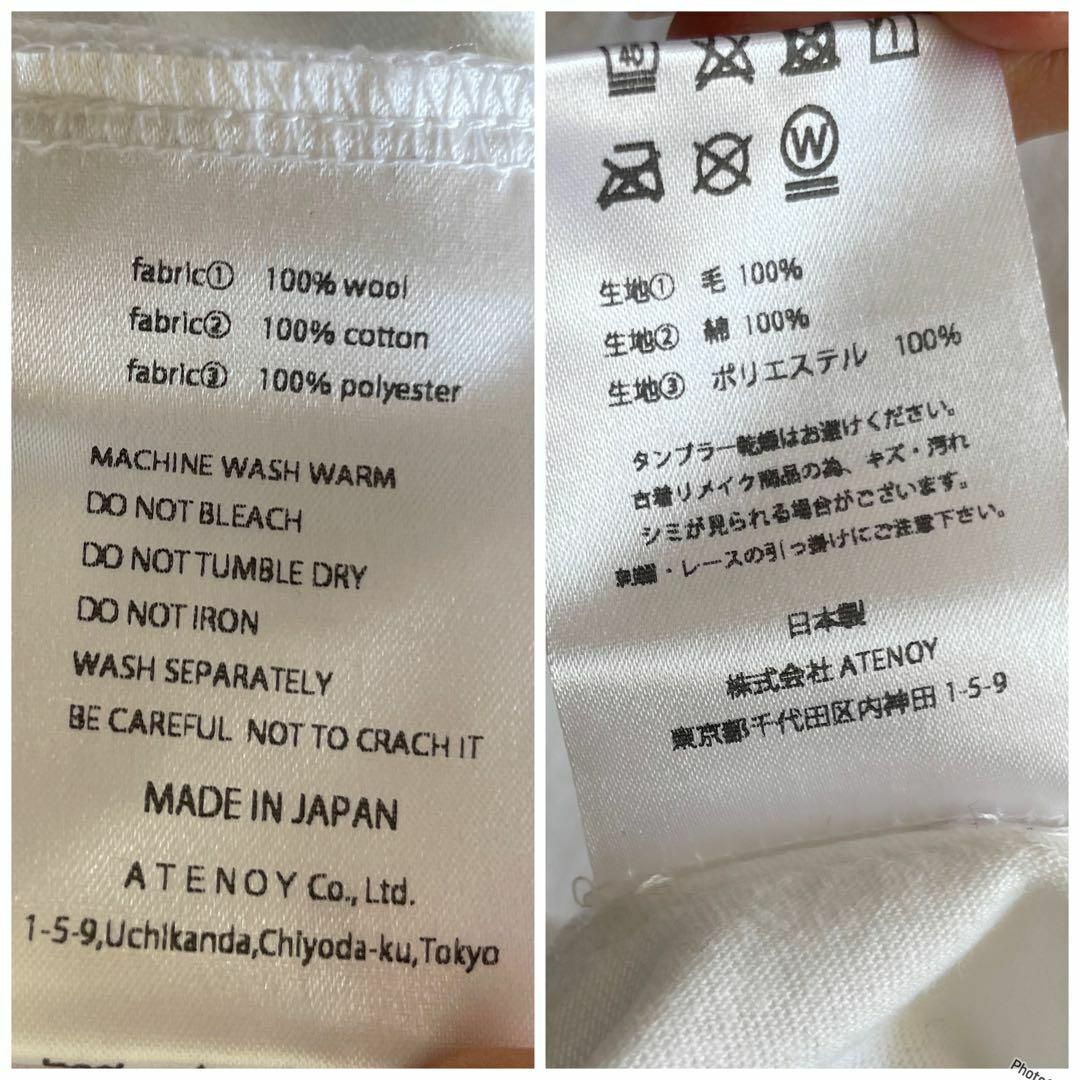 fabric① 100% wool
fabric② 100% cotton
fabric③ 100% polyester
MACHINE WASH WARM
DO NOT BLEACH
DO NOT TUMBLE DRY
DO NOT IRON
WASH SEPARATELY
BE CAREFUL NOT TO CRACH IT
MADE IN JAPAN
ATENOY Co., Ltd.
1-5-9,Uchikanda,Chiyoda-ku,Tokyo
40
W
生地① 毛 100%
生地② 綿 100%
生地③ ポリエステル 100%
タンブラー乾燥はお避けください。
古着リメイク商品の為、キズ・汚れ
シミが見られる場合がございます。
刺繍・レースの引っ掛けにご注意下さい。
日本製
株式会社 ATENOY
東京都千代田区内神田 1-5-9